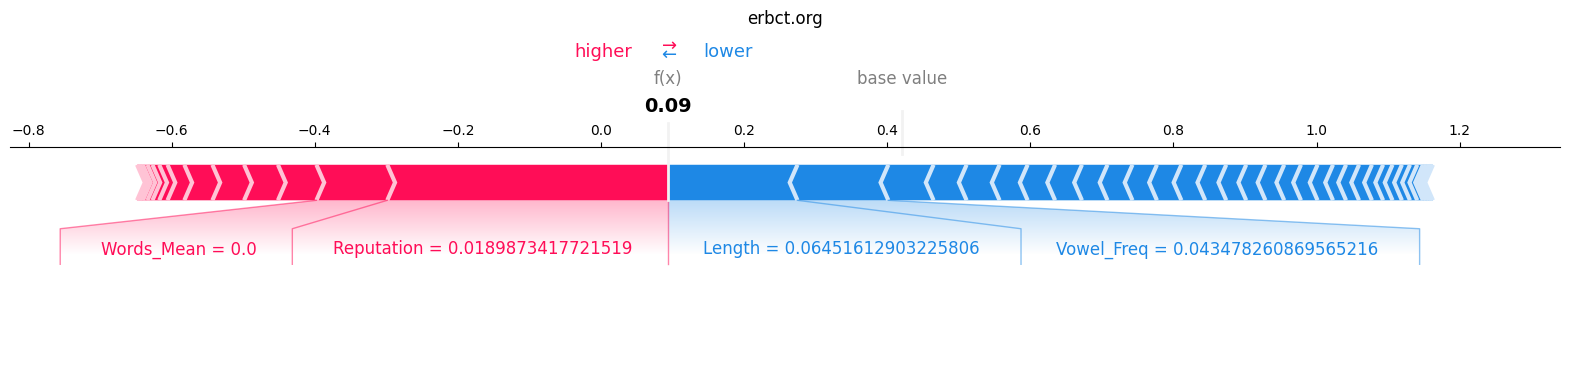 erbct.org
higher ⇄ lower
f(x) base value
0.09
−0.8 −0.6 −0.4 −0.2 0.0 0.2 0.4 0.6 0.8 1.0 1.2
Words_Mean = 0.0 Reputation = 0.0189873417721519 Length = 0.06451612903225806 Vowel_Freq = 0.043478260869565216